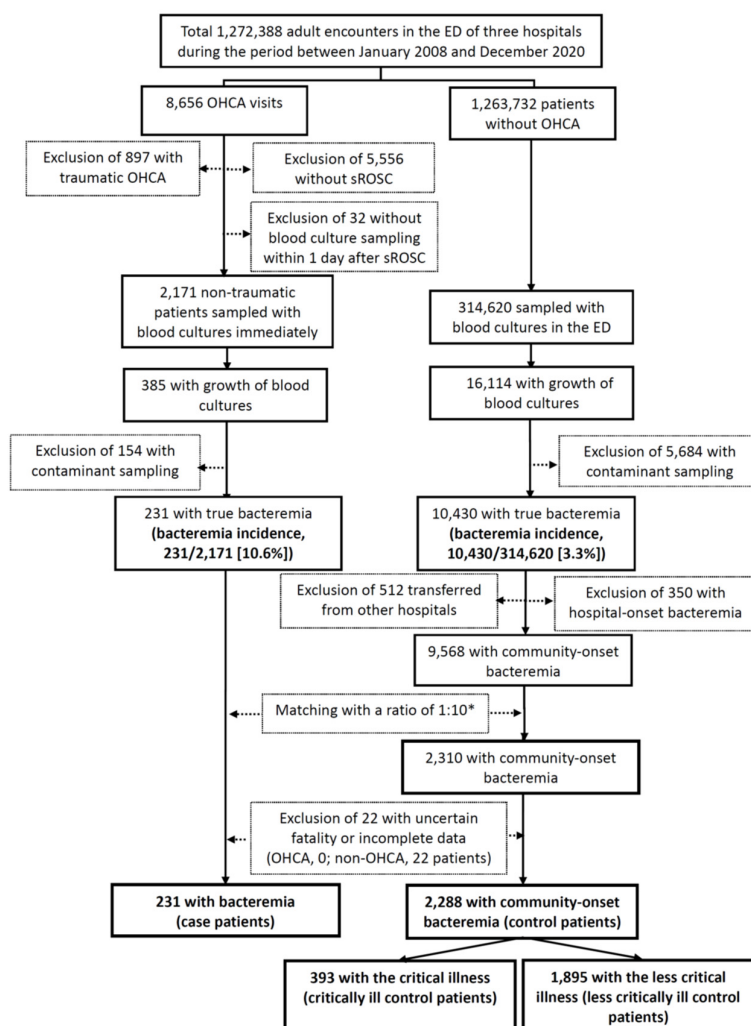 Total 1,272,388 adult encounters in the ED of three hospitals
during the period between January 2008 and December 2020
8,656 OHCA visits
1,263,732 patients
without OHCA
Exclusion of 897 with
traumatic OHCA
Exclusion of 5,556
without sROSC
Exclusion of 32 without
blood culture sampling
within 1 day after sROSC
2,171 non-traumatic
patients sampled with
blood cultures immediately
314,620 sampled with
blood cultures in the ED
385 with growth of blood
cultures
16,114 with growth of
blood cultures
Exclusion of 154 with
contaminant sampling
Exclusion of 5,684 with
contaminant sampling
231 with true bacteremia
(bacteremia incidence,
231/2,171 [10.6%])
10,430 with true bacteremia
(bacteremia incidence,
10,430/314,620 [3.3%])
Exclusion of 512 transferred
from other hospitals
Exclusion of 350 with
hospital-onset bacteremia
9,568 with community-onset
bacteremia
Matching with a ratio of 1:10*
2,310 with community-onset
bacteremia
Exclusion of 22 with uncertain
fatality or incomplete data
(OHCA, 0; non-OHCA, 22 patients)
231 with bacteremia
(case patients)
2,288 with community-onset
bacteremia (control patients)
393 with the critical illness
(critically ill control patients)
1,895 with the less critical
illness (less critically ill control
patients)